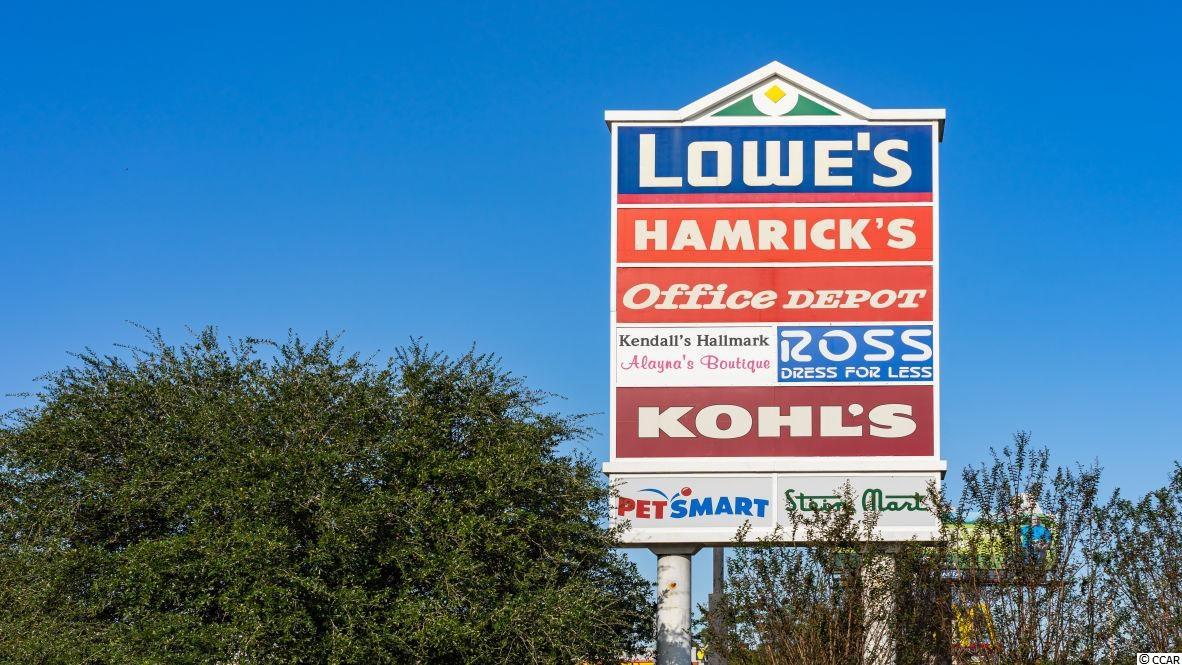 LOWE'S
HAMRICK'S
Office DEPOT
Kendall's Hallmark
Alayna's Boutique
ROSS
DRESS FOR LESS
KOHL'S
PETSMART
Stein Mart
© CCAR